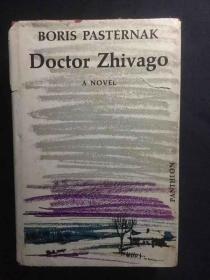 BORIS PASTERNAK
Doctor Zhivago
A NOVEL
PANTHEON